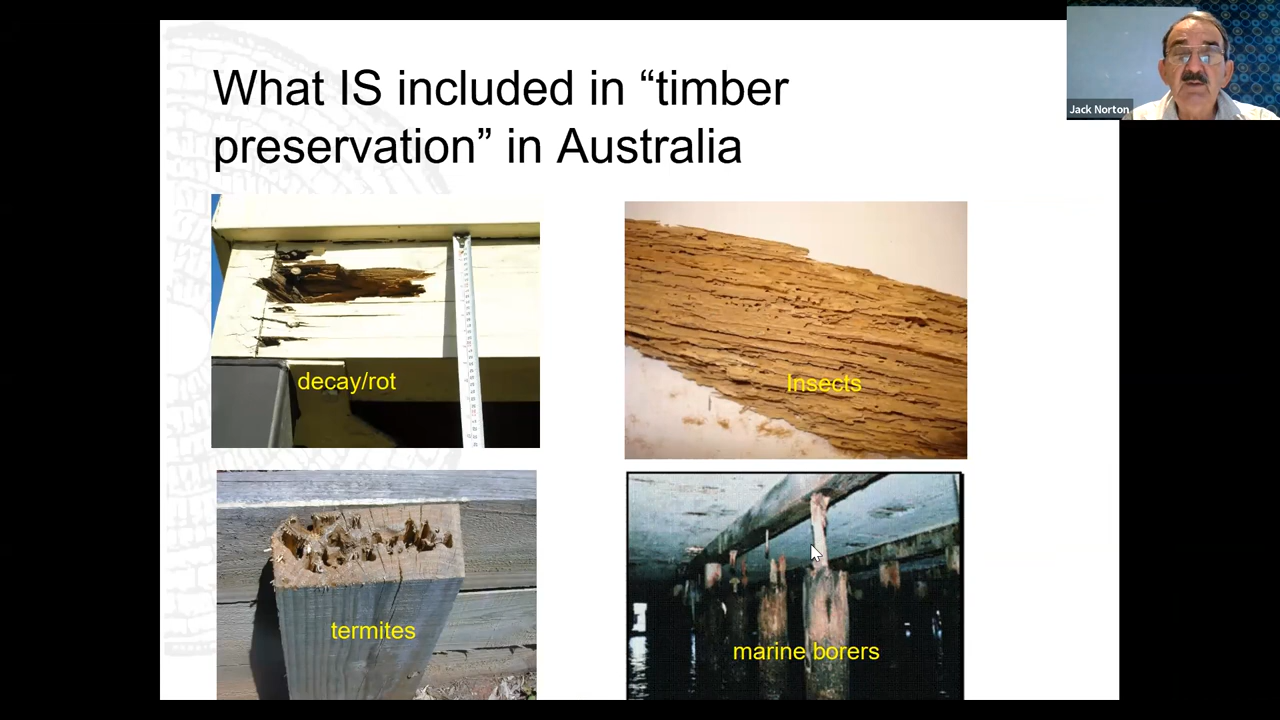 What IS included in “timber
preservation” in Australia
Jack Norton
decay/rot
Insects
termites
marine borers